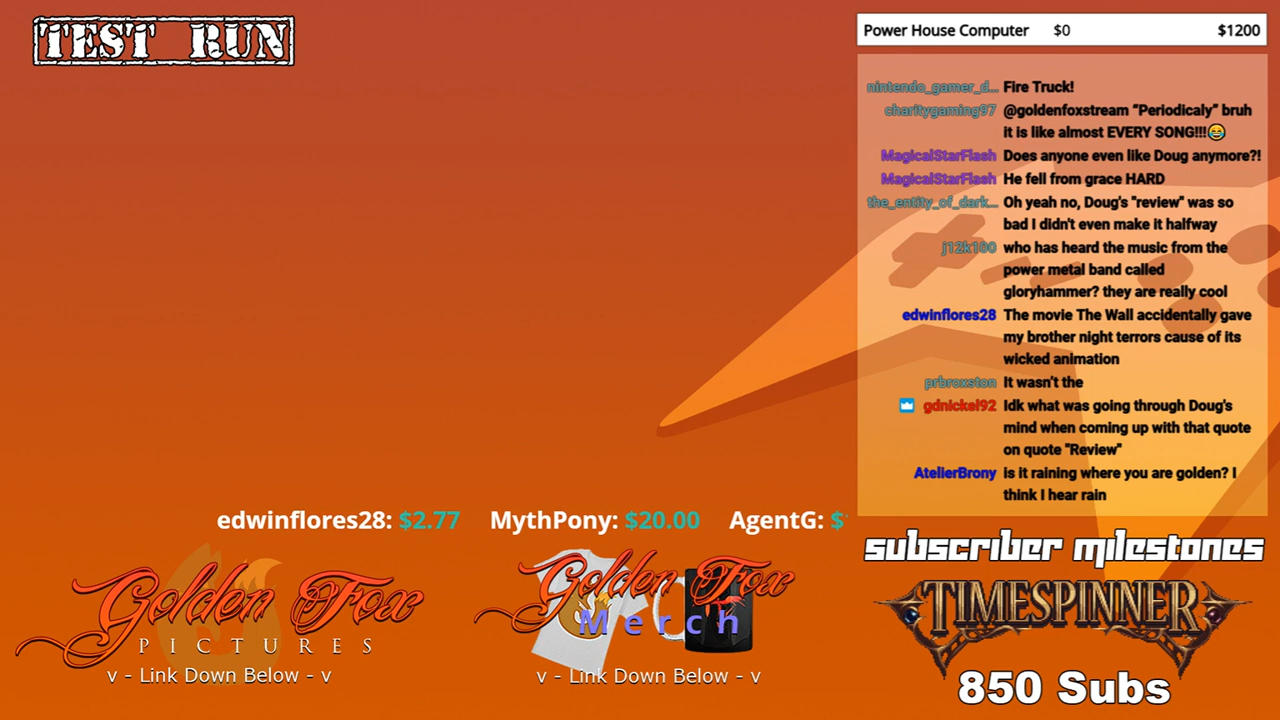 TEST RUN
Power House Computer $0 $1200
nintendo_gamer_d... Fire Truck!
charitygaming97 @goldenfoxstream “Periodicaly” bruh
it is like almost EVERY SONG!!!😂
MagicalStarFlash Does anyone even like Doug anymore?!
MagicalStarFlash He fell from grace HARD
the_entity_of_dark... Oh yeah no, Doug's "review" was so
bad I didn't even make it halfway
j12k100 who has heard the music from the
power metal band called
gloryhammer? they are really cool
edwinflores28 The movie The Wall accidentally gave
my brother night terrors cause of its
wicked animation
prbroxston It wasn't the
gdnickel92 Idk what was going through Doug's
mind when coming up with that quote
on quote "Review"
AtelierBrony is it raining where you are golden? I
think I hear rain
edwinflores28: $2.77 MythPony: $20.00 AgentG: $
Golden Fox
PICTURES
v - Link Down Below - v
Golden Fox
Merch
v - Link Down Below - v
subscriber milestones
TIMESPINNER
850 Subs